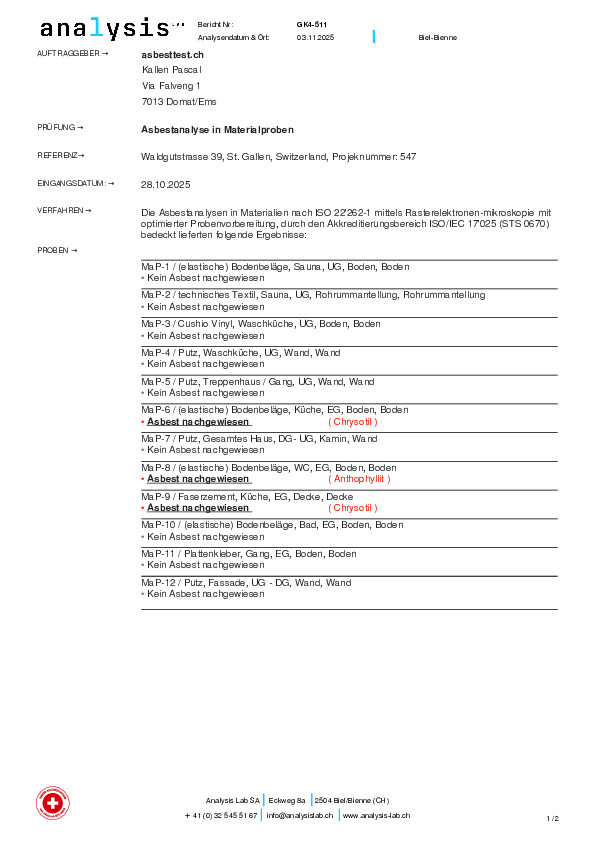 analysis
Bericht Nr: GK4-511
Analysendatum & Ort: 03.11.2025 Biel-Bienne
AUFTRAGGEBER → asbesttest.ch
Kallen Pascal
Via Falveng 1
7013 Domat/Ems
PRÜFUNG → Asbestanalyse in Materialproben
REFERENZ → Waldgutstrasse 39, St. Gallen, Switzerland, Projeknummer: 547
EINGANGSDATUM: → 28.10.2025
VERFAHREN → Die Asbestanalysen in Materialien nach ISO 22'262-1 mittels Rasterelektronen-mikroskopie mit
optimierter Probenvorbereitung, durch den Akkreditierungsbereich ISO/IEC 17'025 (STS 0670)
bedeckt lieferten folgende Ergebnisse:
PROBEN →
MaP-1 / (elastische) Bodenbeläge, Sauna, UG, Boden, Boden
• Kein Asbest nachgewiesen
MaP-2 / technisches Textil, Sauna, UG, Rohrummantellung, Rohrummantellung
• Kein Asbest nachgewiesen
MaP-3 / Cushio Vinyl, Waschküche, UG, Boden, Boden
• Kein Asbest nachgewiesen
MaP-4 / Putz, Waschküche, UG, Wand, Wand
• Kein Asbest nachgewiesen
MaP-5 / Putz, Treppenhaus / Gang, UG, Wand, Wand
• Kein Asbest nachgewiesen
MaP-6 / (elastische) Bodenbeläge, Küche, EG, Boden, Boden
• Asbest nachgewiesen ( Chrysotil )
MaP-7 / Putz, Gesamtes Haus, DG- UG, Kamin, Wand
• Kein Asbest nachgewiesen
MaP-8 / (elastische) Bodenbeläge, WC, EG, Boden, Boden
• Asbest nachgewiesen ( Anthophyllit )
MaP-9 / Faserzement, Küche, EG, Decke, Decke
• Asbest nachgewiesen ( Chrysotil )
MaP-10 / (elastische) Bodenbeläge, Bad, EG, Boden, Boden
• Kein Asbest nachgewiesen
MaP-11 / Plattenkleber, Gang, EG, Boden, Boden
• Kein Asbest nachgewiesen
MaP-12 / Putz, Fassade, UG - DG, Wand, Wand
• Kein Asbest nachgewiesen
Analysis Lab SA | Eckweg 8a | 2504 Biel/Bienne (CH)
+ 41 (0) 32 545 51 67 | info@analysislab.ch | www.analysis-lab.ch
1 / 2